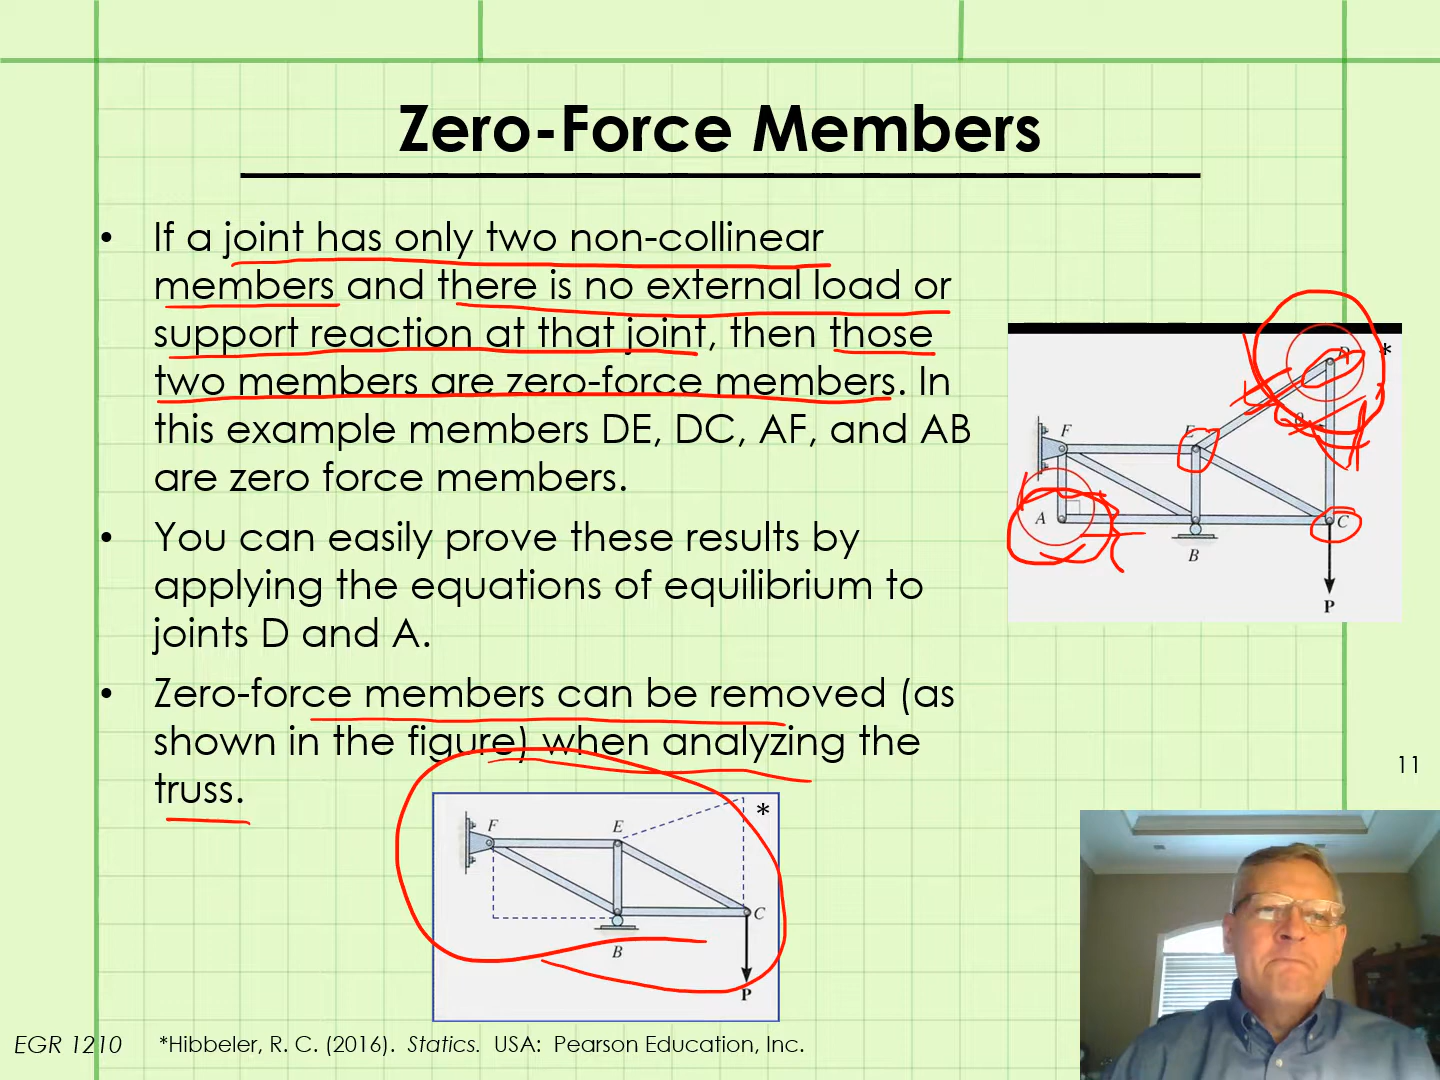 Zero-Force Members
• If a joint has only two non-collinear
members and there is no external load or
support reaction at that joint, then those
two members are zero-force members. In
this example members DE, DC, AF, and AB
are zero force members.
• You can easily prove these results by
applying the equations of equilibrium to
joints D and A.
• Zero-force members can be removed (as
shown in the figure) when analyzing the
truss.
D
*
θ
F
E
A
C
B
P
11
*
F
E
C
B
P
EGR 1210
*Hibbeler, R. C. (2016). Statics. USA: Pearson Education, Inc.